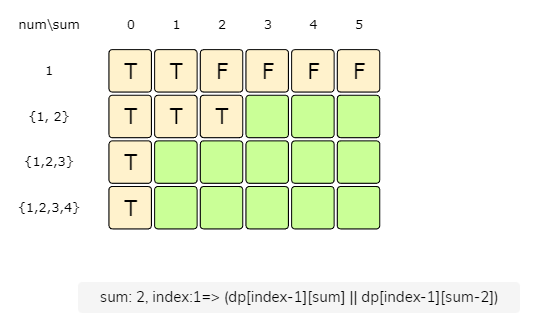 num\sum 0 1 2 3 4 5
1 T T F F F F
{1, 2} T T T
{1,2,3} T
{1,2,3,4} T
sum: 2, index:1=> (dp[index-1][sum] || dp[index-1][sum-2])